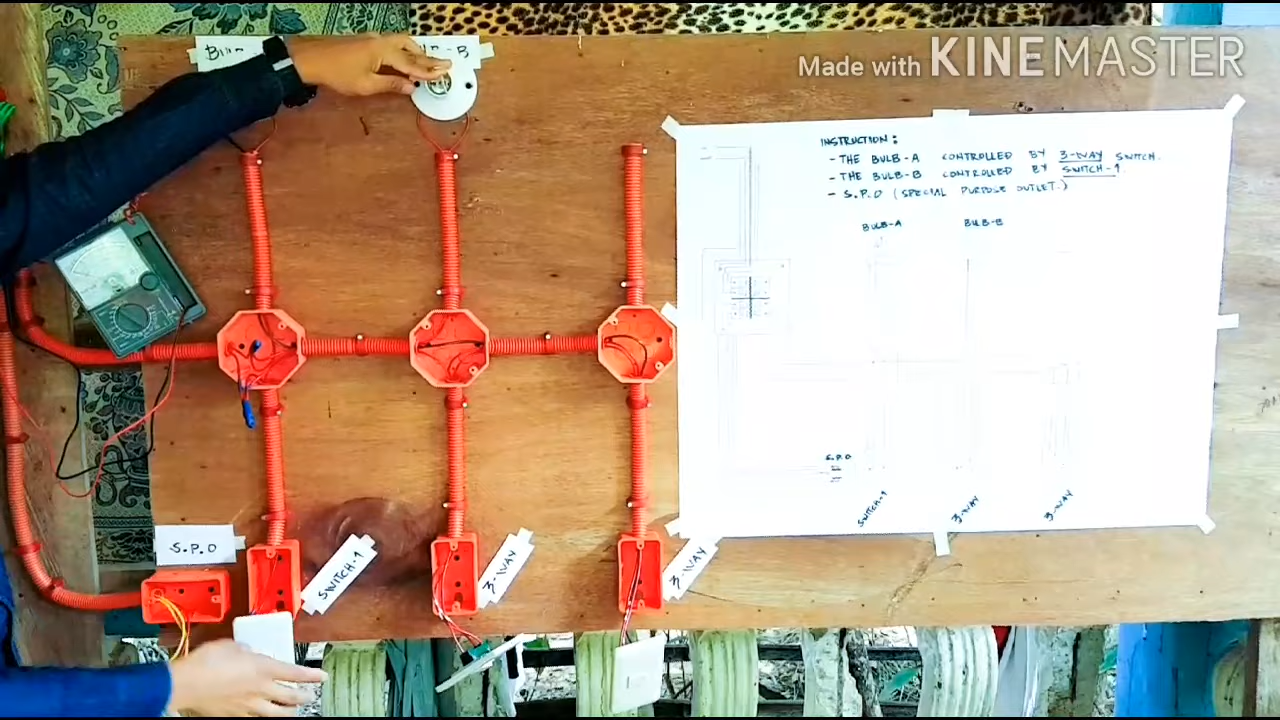 Made with KINEMASTER
B-B
INSTRUCTION:
- THE BULB-A CONTROLLED BY 3-WAY SWITCH.
- THE BULB-B CONTROLLED BY SWITCH-1.
- S.P.O (SPECIAL PURPOSE OUTLET.)
BULB-A BULB-B
S.P.O
SWITCH-1 3-WAY 3-WAY
S.P.O
SWITCH-1
3-WAY
3-WAY